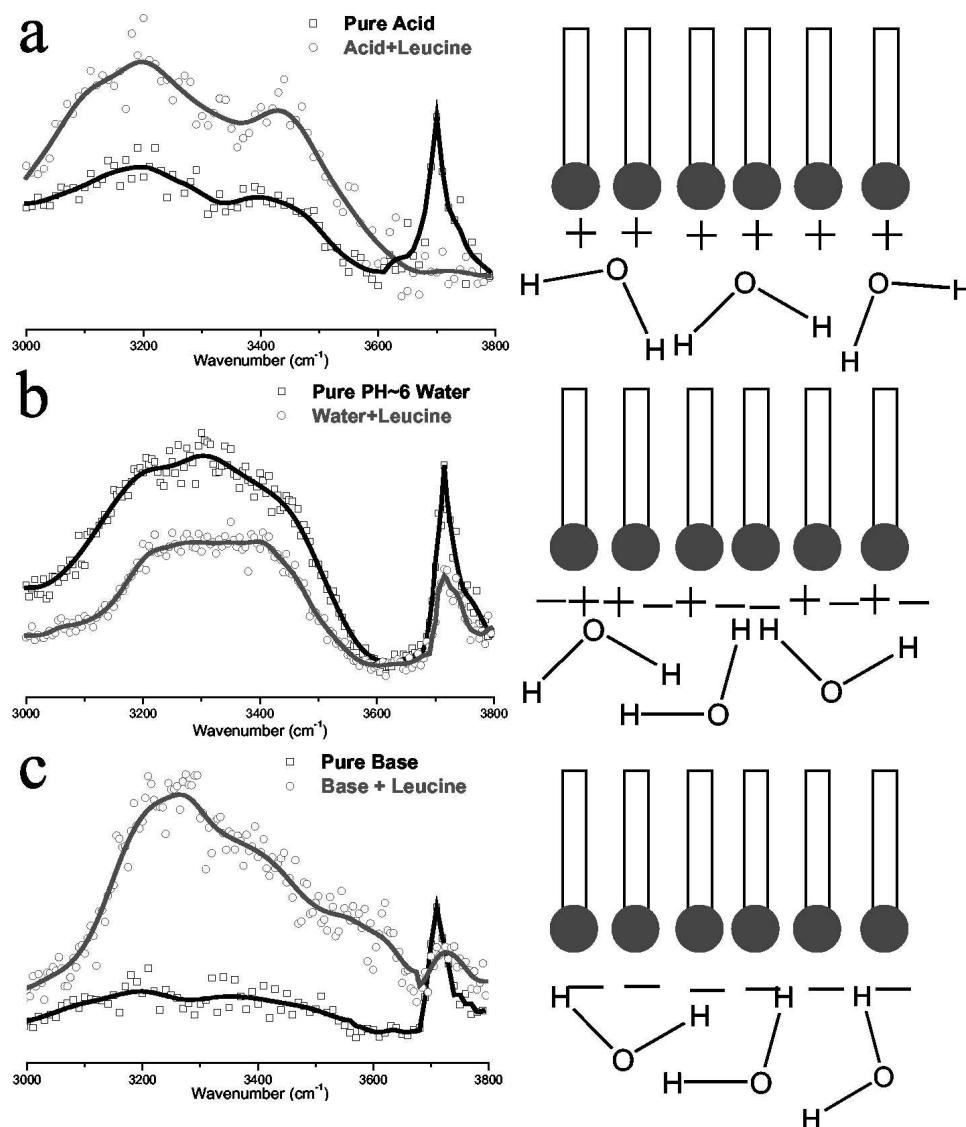 a
Pure Acid
Acid+Leucine
3000 3200 3400 3600 3800
Wavenumber (cm⁻¹)
+ + + + + +
H O H
O
H O H
H H
b
Pure PH~6 Water
Water+Leucine
3000 3200 3400 3600 3800
Wavenumber (cm⁻¹)
− + + − + − − + − + −
O H H H
H H O
H O
c
Pure Base
Base + Leucine
3000 3200 3400 3600 3800
Wavenumber (cm⁻¹)
− − − − − −
H H H H
O H O O
H